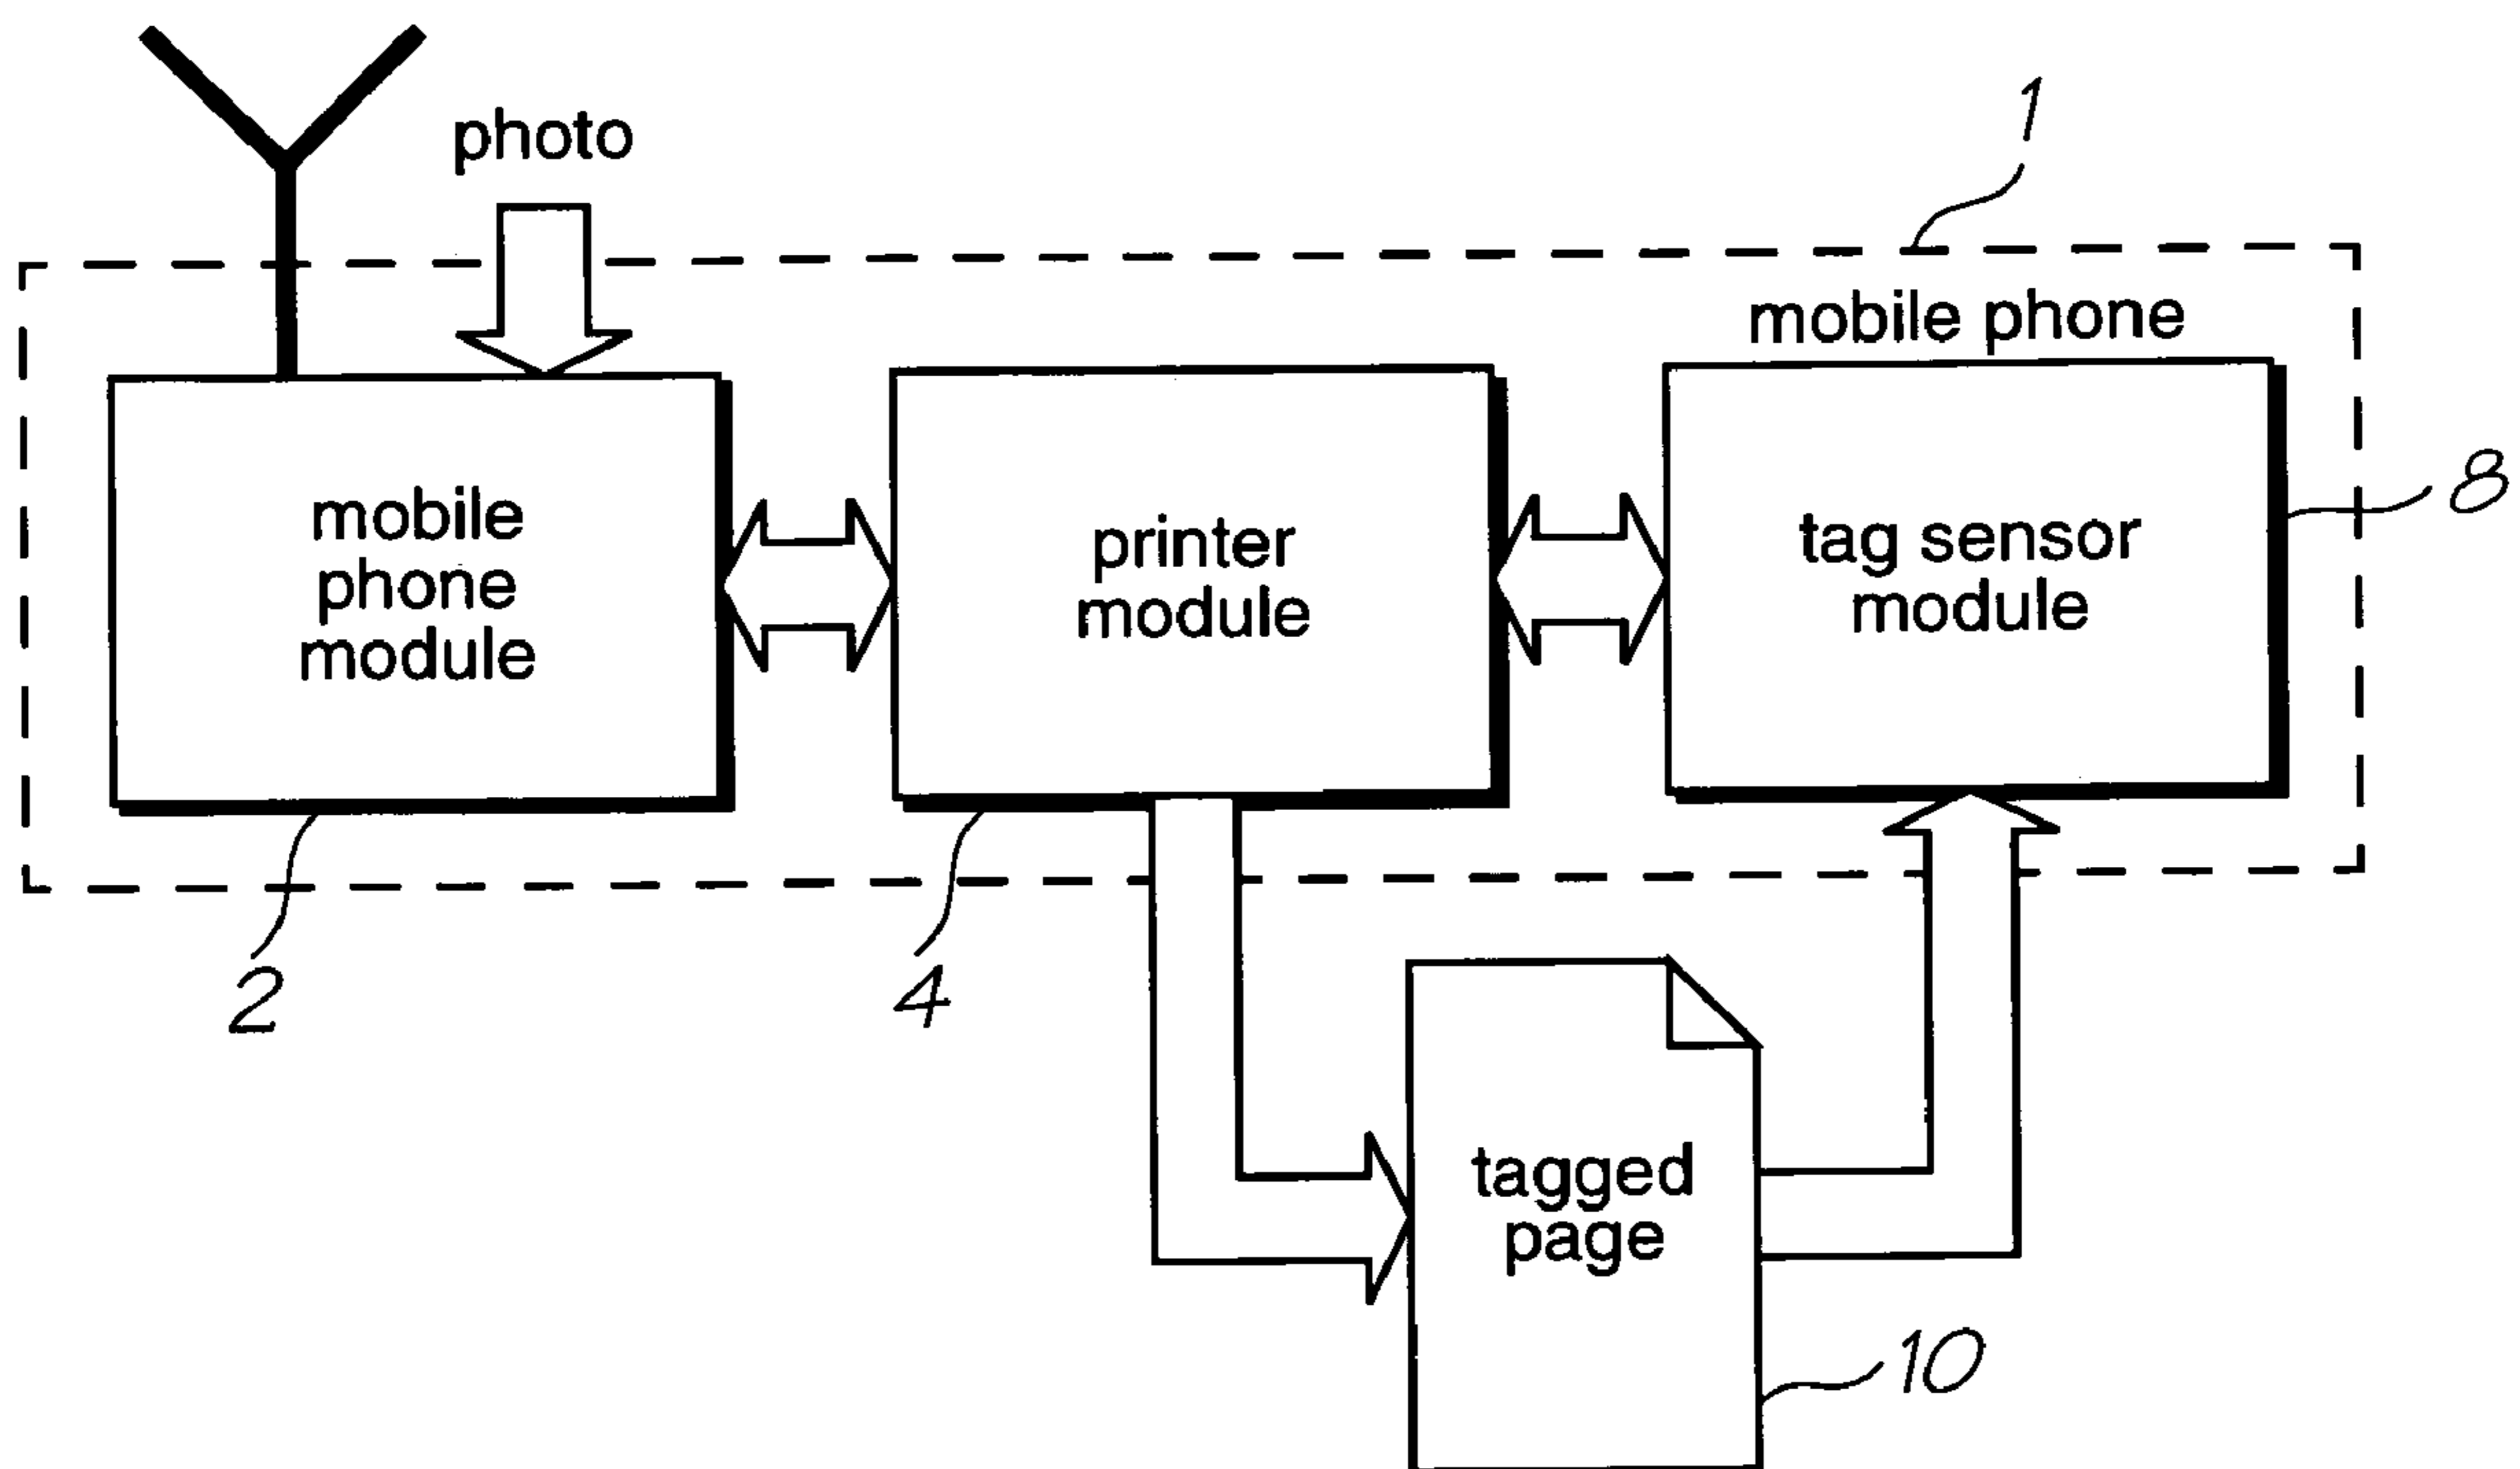 photo
1
mobile phone
mobile
phone
module
printer
module
tag sensor
module
8
2
4
tagged
page
10